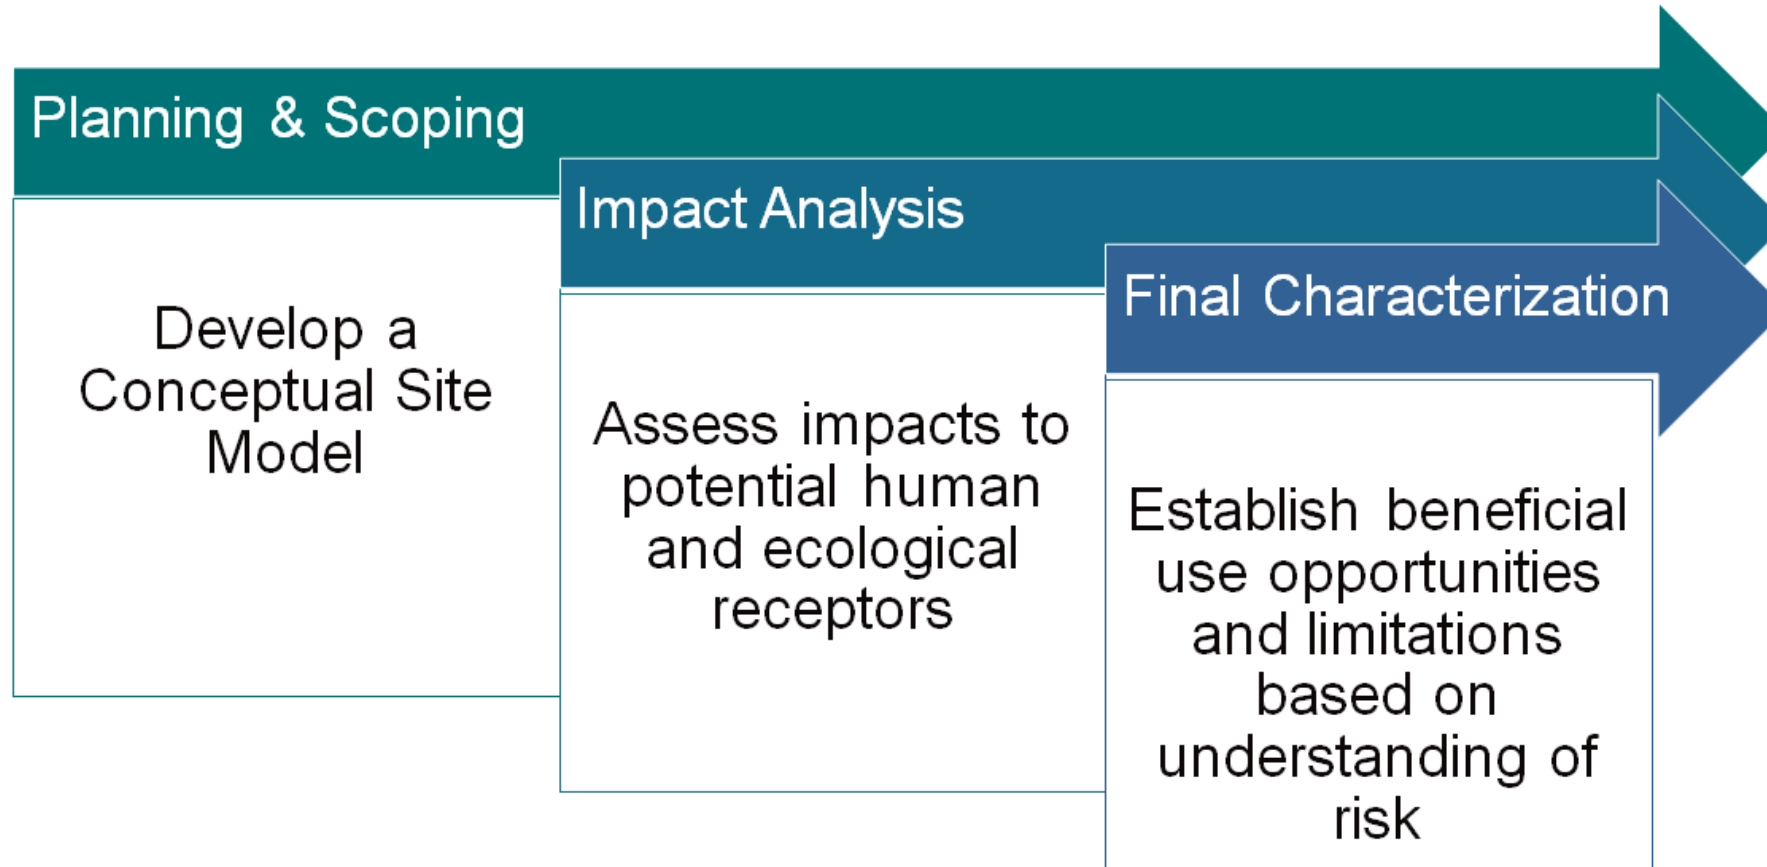 Planning & Scoping
Develop a
Conceptual Site
Model
Impact Analysis
Assess impacts to
potential human
and ecological
receptors
Final Characterization
Establish beneficial
use opportunities
and limitations
based on
understanding of
risk